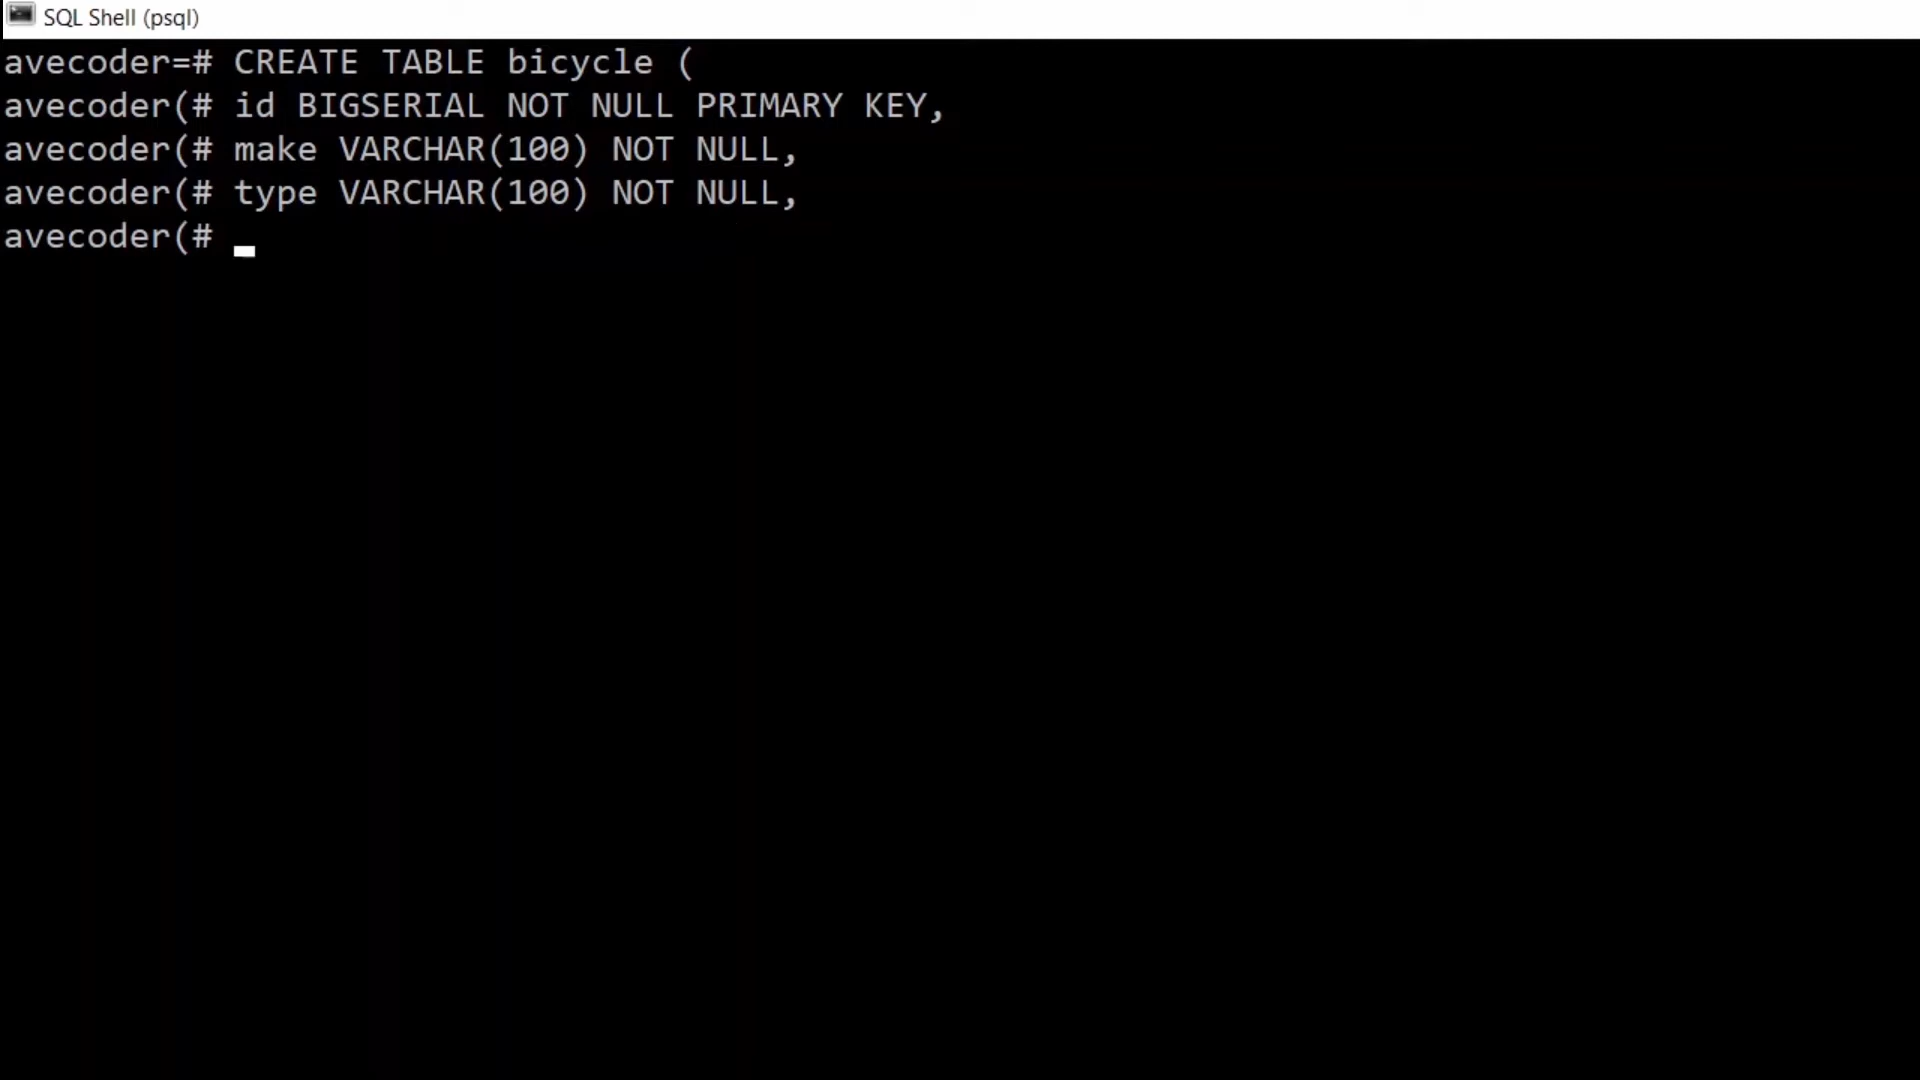 SQL Shell (psql)
avecoder=# CREATE TABLE bicycle (
avecoder(# id BIGSERIAL NOT NULL PRIMARY KEY,
avecoder(# make VARCHAR(100) NOT NULL,
avecoder(# type VARCHAR(100) NOT NULL,
avecoder(#